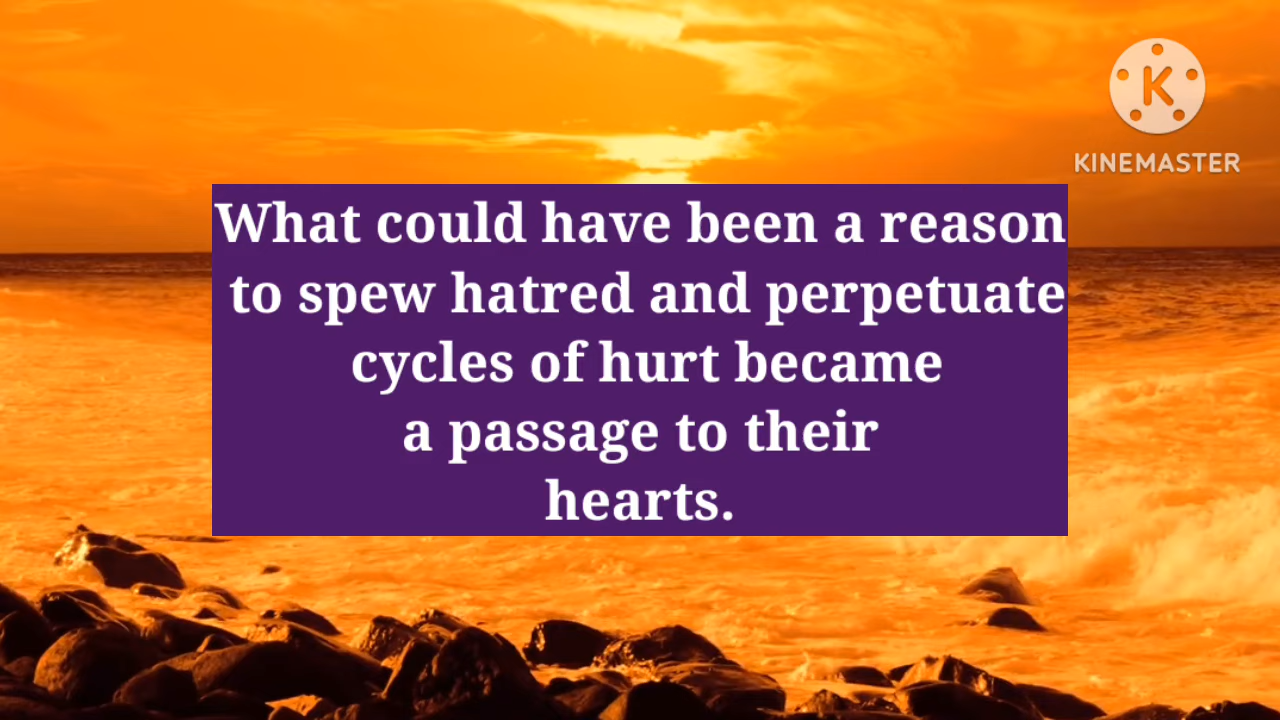 K
KINEMASTER
What could have been a reason
to spew hatred and perpetuate
cycles of hurt became
a passage to their
hearts.